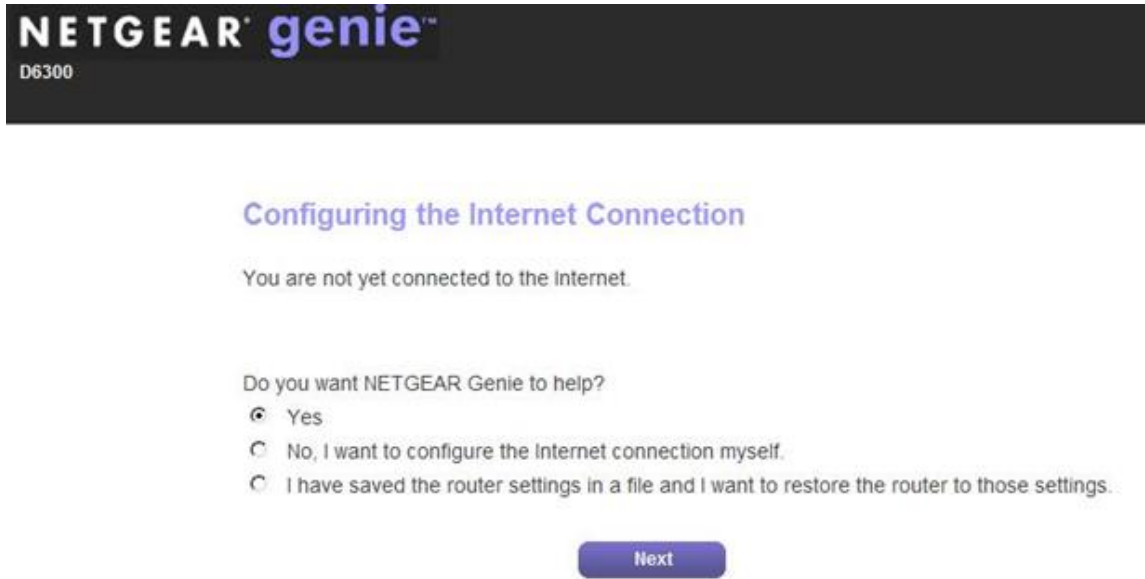 NETGEAR® genie™
D6300
Configuring the Internet Connection
You are not yet connected to the Internet.
Do you want NETGEAR Genie to help?
Yes
No, I want to configure the Internet connection myself.
I have saved the router settings in a file and I want to restore the router to those settings.
Next